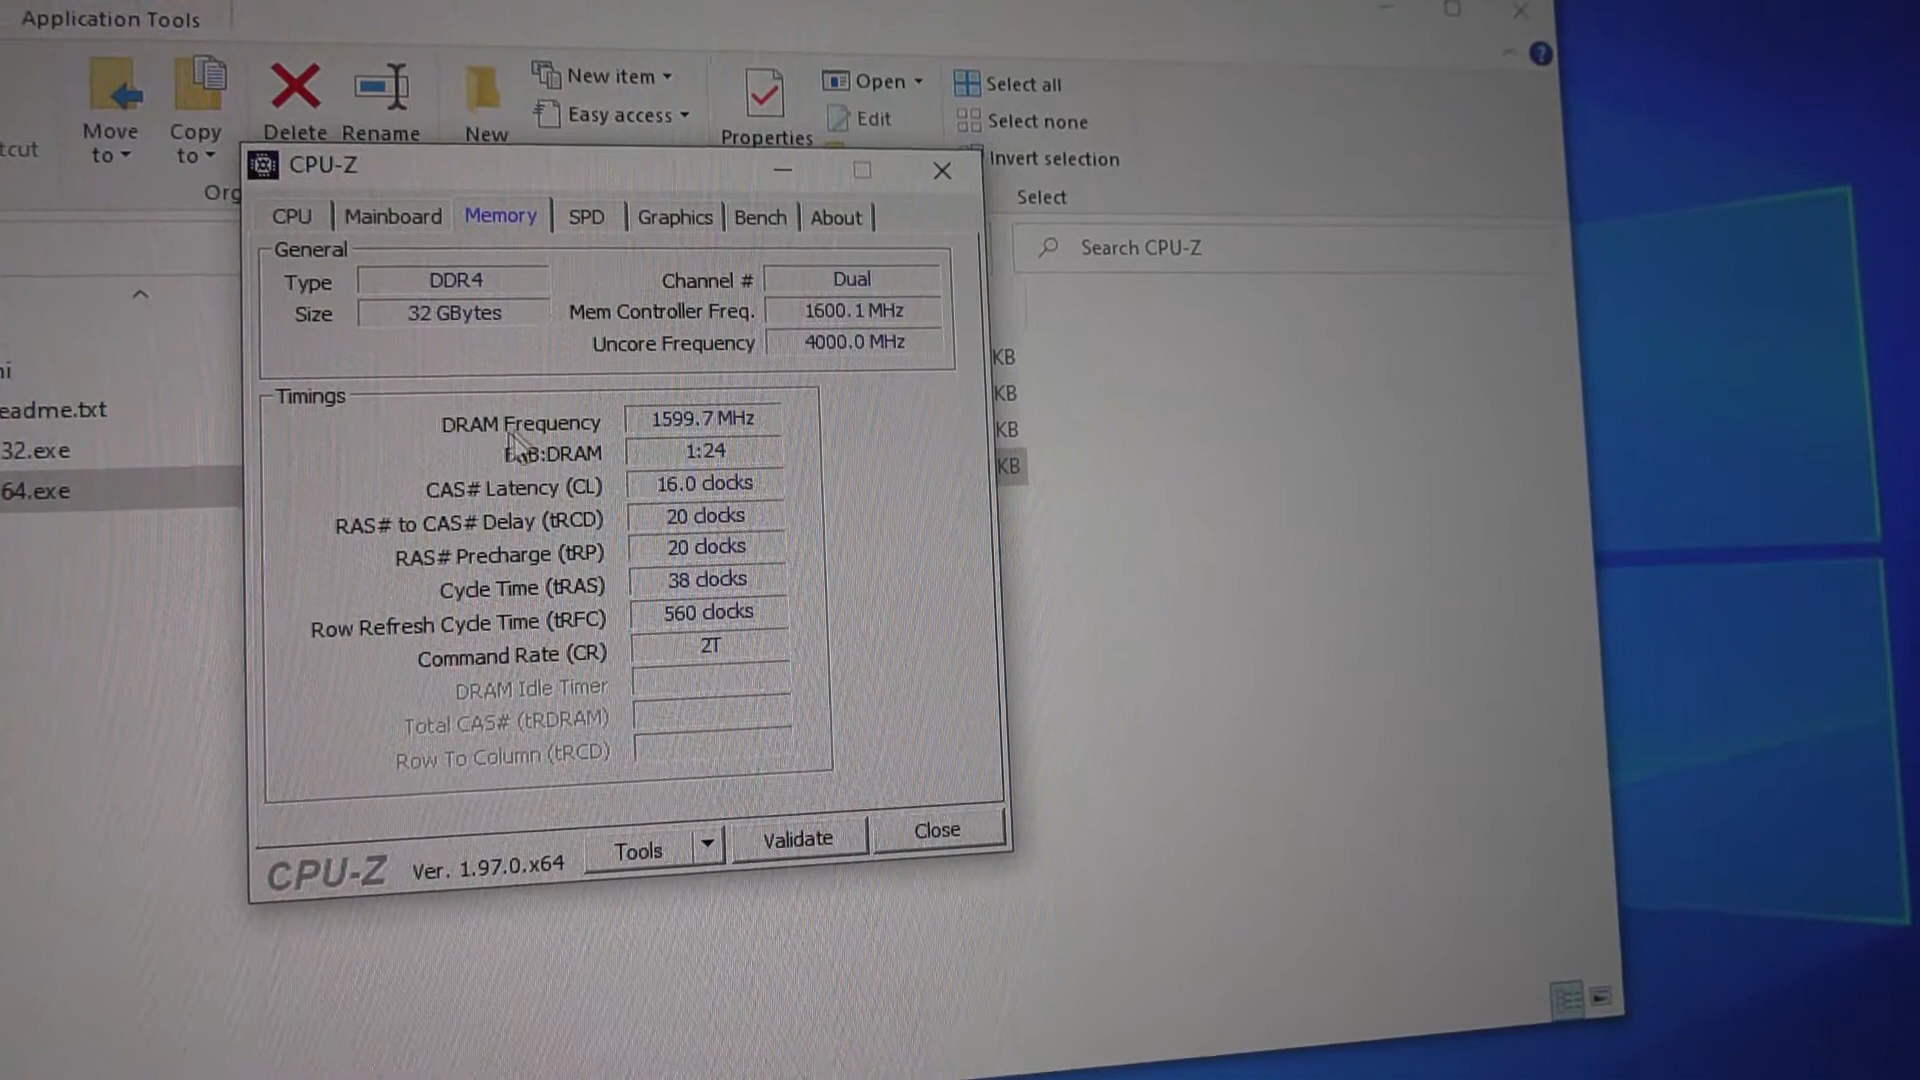 Application Tools
tcut
Move
to
Copy
to
Delete
Rename
New
New item
Easy access
Properties
Open
Edit
Select all
Select none
Invert selection
Org
Select
?
Search CPU-Z
ni
eadme.txt
32.exe
64.exe
KB
KB
KB
KB
CPU-Z
CPU
Mainboard
Memory
SPD
Graphics
Bench
About
General
Type
DDR4
Channel #
Dual
Size
32 GBytes
Mem Controller Freq.
1600.1 MHz
Uncore Frequency
4000.0 MHz
Timings
DRAM Frequency
1599.7 MHz
:DRAM
1:24
CAS# Latency (CL)
16.0 clocks
RAS# to CAS# Delay (tRCD)
20 clocks
RAS# Precharge (tRP)
20 clocks
Cycle Time (tRAS)
38 clocks
Row Refresh Cycle Time (tRFC)
560 clocks
Command Rate (CR)
2T
DRAM Idle Timer
Total CAS# (tRDRAM)
Row To Column (tRCD)
CPU-Z
Ver. 1.97.0.x64
Tools
Validate
Close